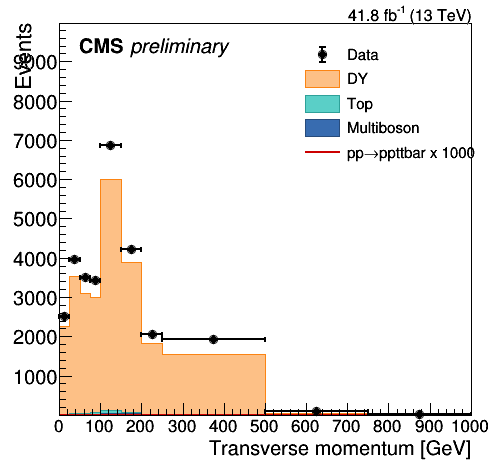 41.8 fb⁻¹ (13 TeV)
Events
CMS preliminary
Data
DY
Top
Multiboson
pp→ppttbar x 1000
9000
8000
7000
6000
5000
4000
3000
2000
1000
0 100 200 300 400 500 600 700 800 900 1000
Transverse momentum [GeV]